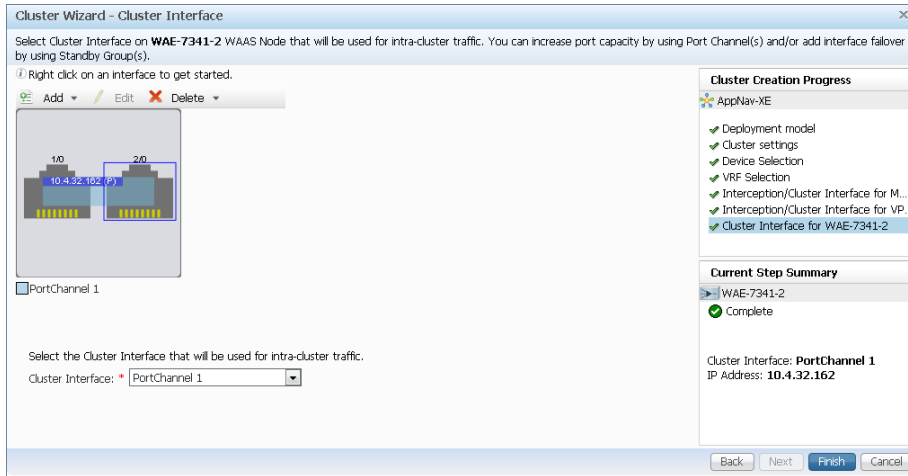 Cluster Wizard - Cluster Interface
Select Cluster Interface on WAE-7341-2 WAAS Node that will be used for intra-cluster traffic. You can increase port capacity by using Port Channel(s) and/or add interface failover
by using Standby Group(s).
Right click on an interface to get started.
Add
Edit
Delete
1/0
2/0
10.4.32.162 (P)
PortChannel 1
Select the Cluster Interface that will be used for intra-cluster traffic.
Cluster Interface: * PortChannel 1
Cluster Creation Progress
AppNav-XE
Deployment model
Cluster settings
Device Selection
VRF Selection
Interception/Cluster Interface for M...
Interception/Cluster Interface for VP...
Cluster Interface for WAE-7341-2
Current Step Summary
WAE-7341-2
Complete
Cluster Interface: PortChannel 1
IP Address: 10.4.32.162
Back
Next
Finish
Cancel